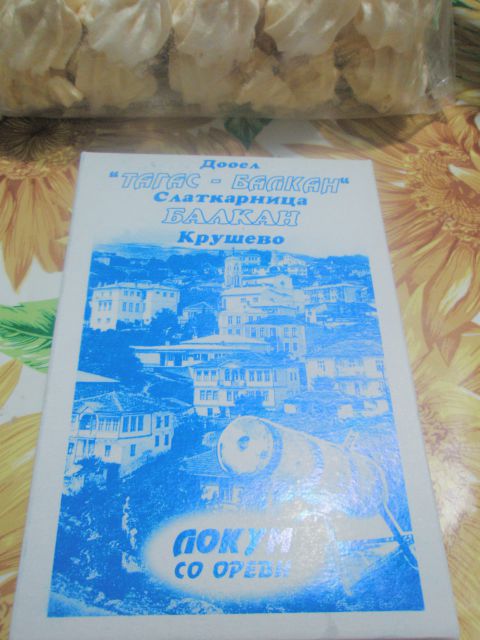 Дооел
"ТАГАС - БАЛКАН"
Слаткарница
БАЛКАН
Крушево
ЛОКУМ
СО ОРЕВИ